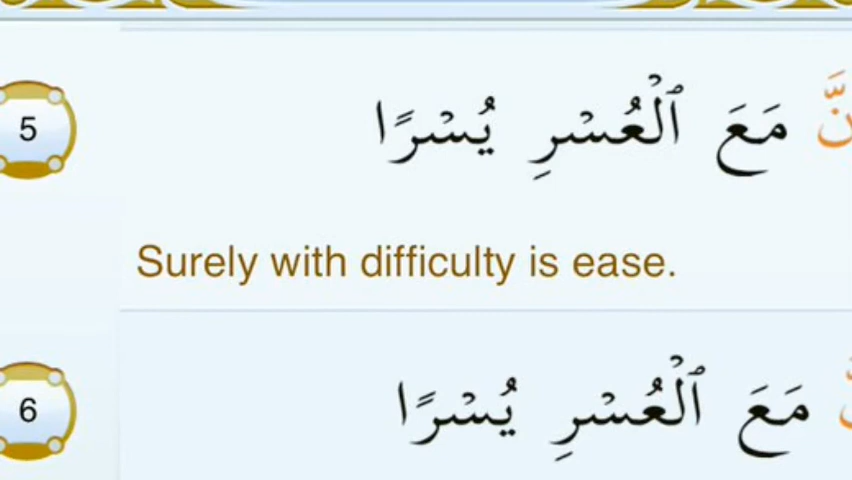 5
نَّ مَعَ ٱلْعُسْرِ يُسْرًا
Surely with difficulty is ease.
6
مَعَ ٱلْعُسْرِ يُسْرًا